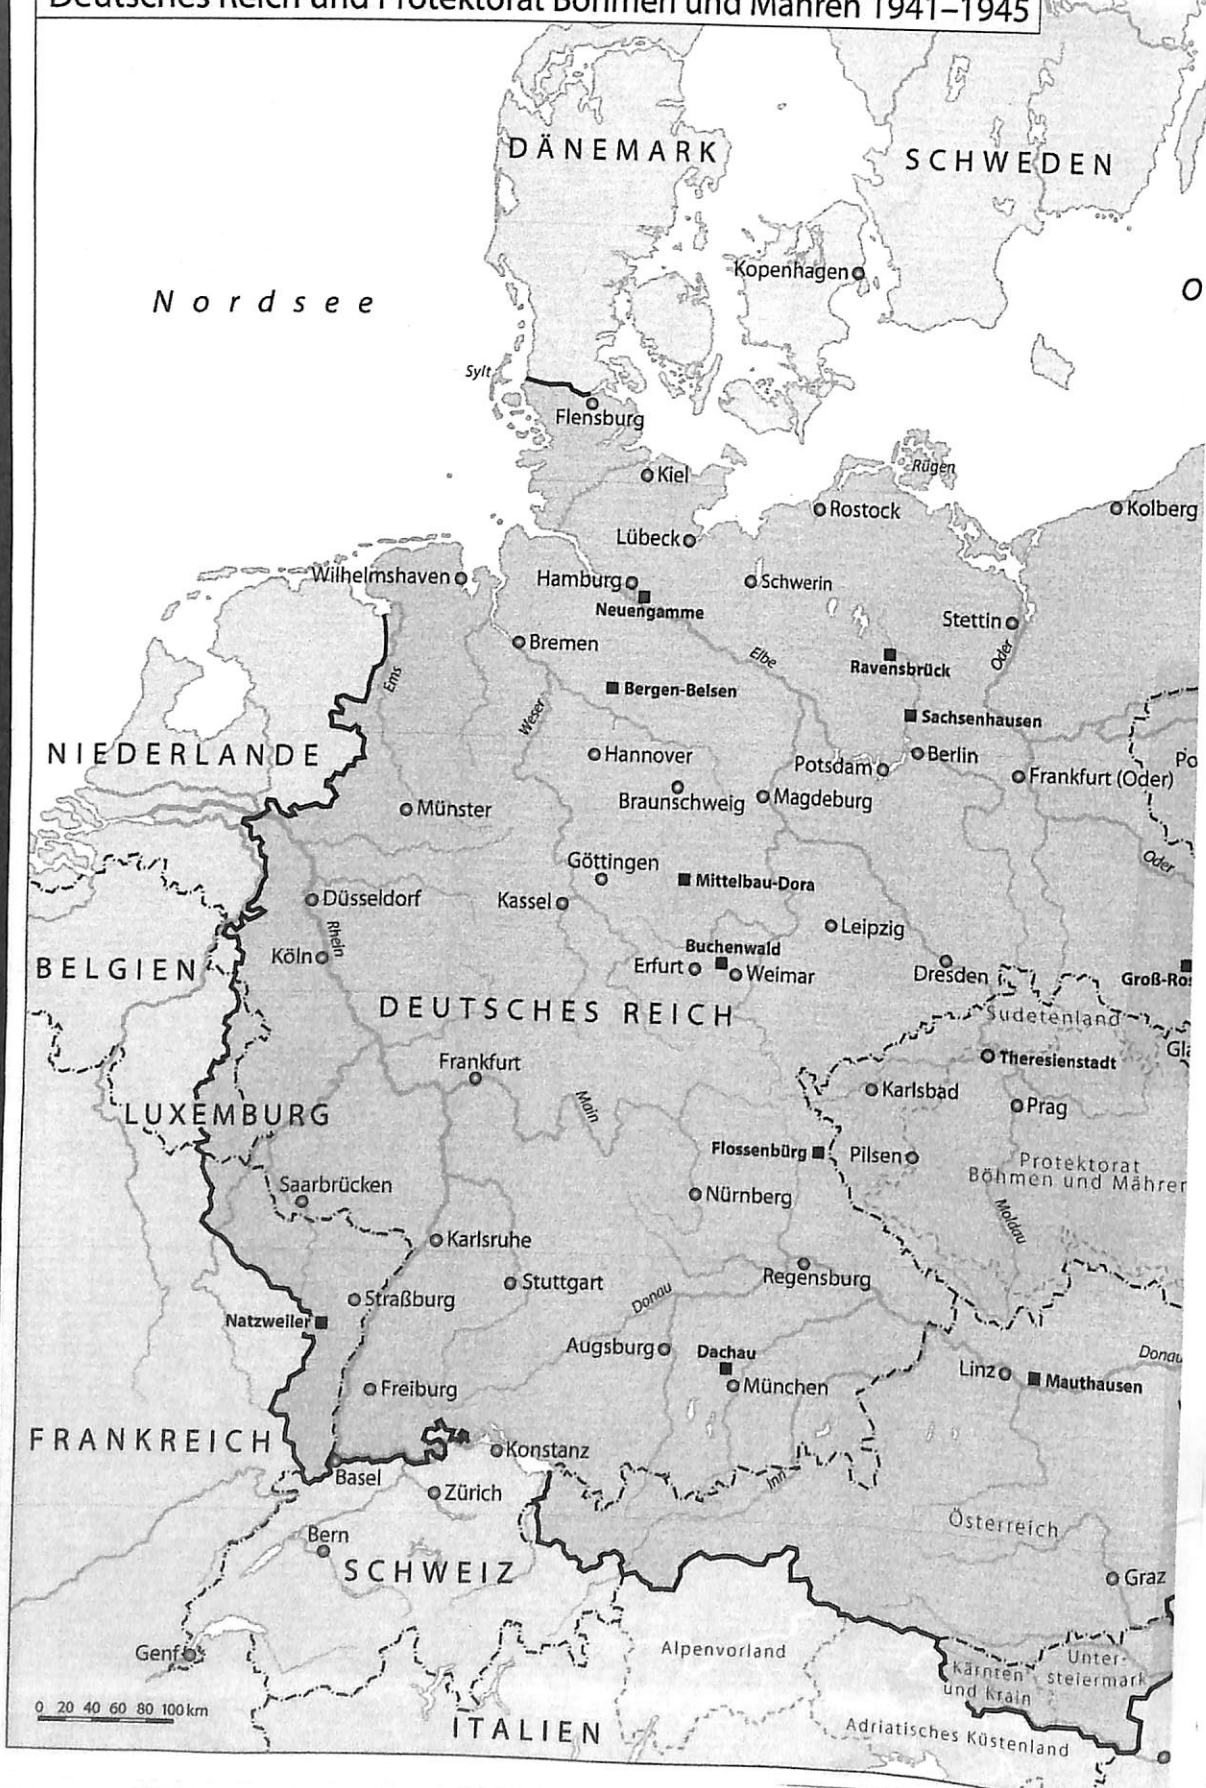 Deutsches Reich und Protektorat Böhmen und Mähren 1941–1945
DÄNEMARK
SCHWEDEN
Kopenhagen
Nordsee
O
Sylt
Flensburg
Rügen
Kiel
Rostock
Kolberg
Lübeck
Wilhelmshaven
Hamburg
Schwerin
Neuengamme
Stettin
Bremen
Elbe
Oder
Ravensbrück
Ems
Bergen-Belsen
Weser
Sachsenhausen
NIEDERLANDE
Hannover
Berlin
Po
Potsdam
Frankfurt (Oder)
Braunschweig
Magdeburg
Münster
Göttingen
Oder
Mittelbau-Dora
Düsseldorf
Kassel
Leipzig
Rhein
Buchenwald
Köln
Erfurt
Weimar
BELGIEN
Dresden
Groß-Ros
DEUTSCHES REICH
Sudetenland
Gla
Frankfurt
Theresienstadt
Karlsbad
Main
Prag
LUXEMBURG
Flossenbürg
Pilsen
Protektorat
Böhmen und Mähren
Saarbrücken
Nürnberg
Moldau
Karlsruhe
Regensburg
Stuttgart
Straßburg
Donau
Natzweiler
Augsburg
Dachau
Donau
Linz
Mauthausen
Freiburg
München
FRANKREICH
Konstanz
Basel
Zürich
Inn
Österreich
Bern
SCHWEIZ
Graz
Genf
Alpenvorland
Unter-
steiermark
Kärnten
und Krain
0 20 40 60 80 100 km
ITALIEN
Adriatisches Küstenland